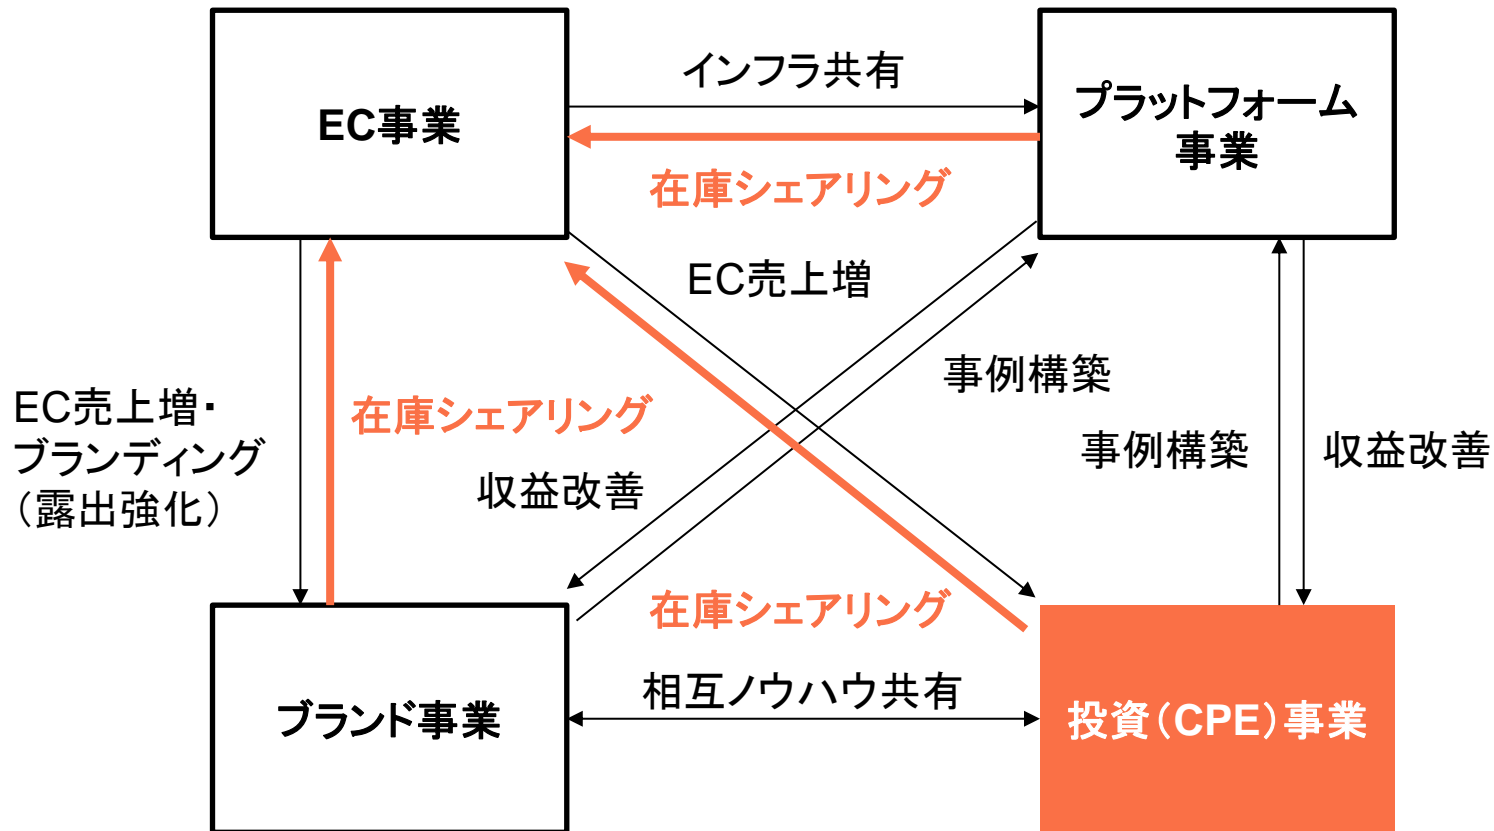 EC事業
インフラ共有
プラットフォーム
事業
在庫シェアリング
EC売上増
事例構築
EC売上増・
ブランディング
（露出強化）
在庫シェアリング
収益改善
事例構築
収益改善
在庫シェアリング
ブランド事業
相互ノウハウ共有
投資（CPE）事業